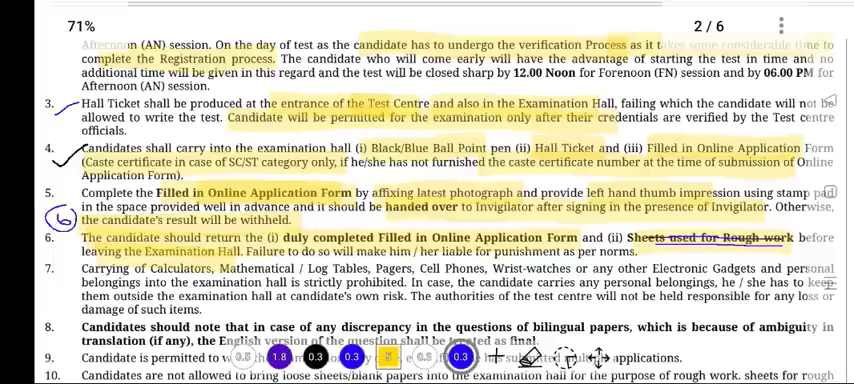 71%
2 / 6
Afternoon (AN) session. On the day of test as the candidate has to undergo the verification Process as it takes some considerable time to
complete the Registration process. The candidate who will come early will have the advantage of starting the test in time and no
additional time will be given in this regard and the test will be closed sharp by 12.00 Noon for Forenoon (FN) session and by 06.00 PM for
Afternoon (AN) session.
3. Hall Ticket shall be produced at the entrance of the Test Centre and also in the Examination Hall, failing which the candidate will not be
allowed to write the test. Candidate will be permitted for the examination only after their credentials are verified by the Test centre
officials.
4. Candidates shall carry into the examination hall (i) Black/Blue Ball Point pen (ii) Hall Ticket and (iii) Filled in Online Application Form
(Caste certificate in case of SC/ST category only, if he/she has not furnished the caste certificate number at the time of submission of Online
Application Form).
5. Complete the Filled in Online Application Form by affixing latest photograph and provide left hand thumb impression using stamp pad
in the space provided well in advance and it should be handed over to Invigilator after signing in the presence of Invigilator. Otherwise,
6 the candidate's result will be withheld.
6. The candidate should return the (i) duly completed Filled in Online Application Form and (ii) Sheets used for Rough work before
leaving the Examination Hall. Failure to do so will make him / her liable for punishment as per norms.
7. Carrying of Calculators, Mathematical / Log Tables, Pagers, Cell Phones, Wrist-watches or any other Electronic Gadgets and personal
belongings into the examination hall is strictly prohibited. In case, the candidate carries any personal belongings, he / she has to keep
them outside the examination hall at candidate's own risk. The authorities of the test centre will not be held responsible for any loss or
damage of such items.
8. Candidates should note that in case of any discrepancy in the questions of bilingual papers, which is because of ambiguity in
translation (if any), the English version of the question shall be treated as final.
9. Candidate is permitted to applications.
0.5 1.8 0.3 0.3 5 0.3 0.3
10. Candidates are not allowed to bring loose sheets/blank papers into the examination hall for the purpose of rough work. sheets for rough